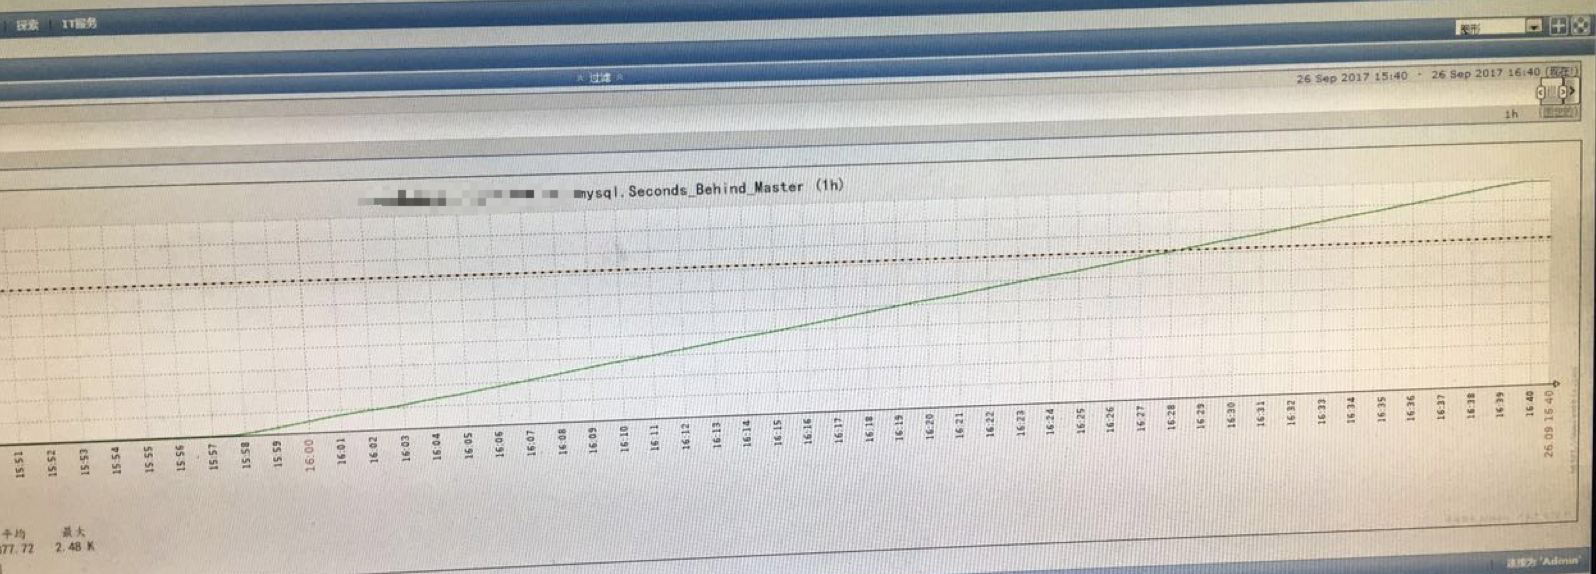 探索 IT服务
图形
过滤
26 Sep 2017 15:40 - 26 Sep 2017 16:40 (现在!)
1h
mysql.Seconds_Behind_Master (1h)
15:51 15:52 15:53 15:54 15:55 15:56 15:57 15:58 15:59 16:00 16:01 16:02 16:03 16:04 16:05 16:06 16:07 16:08 16:09 16:10 16:11 16:12 16:13 16:14 16:15 16:16 16:17 16:18 16:19 16:20 16:21 16:22 16:23 16:24 16:25 16:26 16:27 16:28 16:29 16:30 16:31 16:32 16:33 16:34 16:35 16:36 16:37 16:38 16:39 16:40 26.09 16:40
平均 最大
77.72 2.48 K
连接为 'Admin'